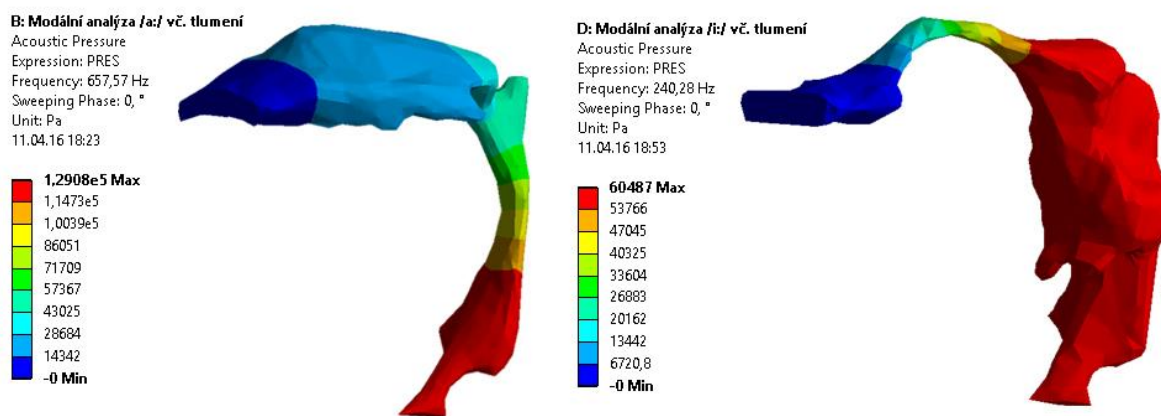 B: Modální analýza /a:/ vč. tlumení
Acoustic Pressure
Expression: PRES
Frequency: 657,57 Hz
Sweeping Phase: 0, °
Unit: Pa
11.04.16 18:23
1,2908e5 Max
1,1473e5
1,0039e5
86051
71709
57367
43025
28684
14342
-0 Min
D: Modální analýza /i:/ vč. tlumení
Acoustic Pressure
Expression: PRES
Frequency: 240,28 Hz
Sweeping Phase: 0, °
Unit: Pa
11.04.16 18:53
60487 Max
53766
47045
40325
33604
26883
20162
13442
6720,8
-0 Min